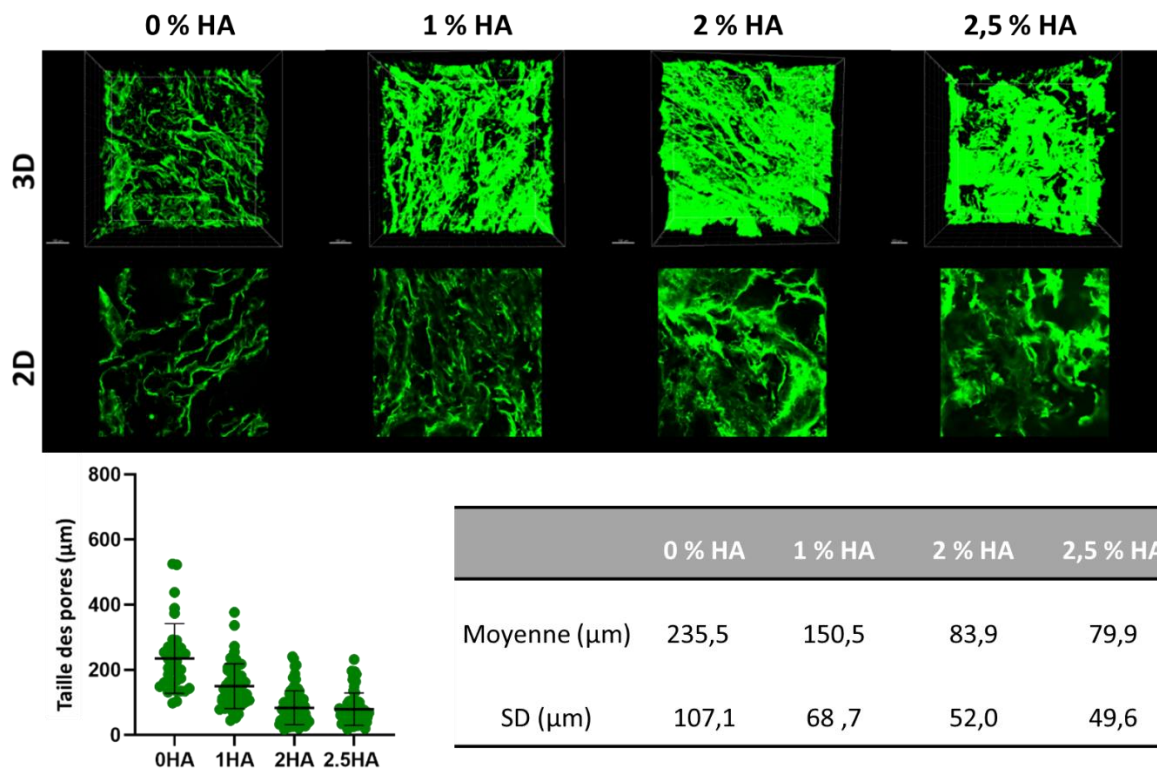 0 % HA 1 % HA 2 % HA 2,5 % HA
3D
2D
Taille des pores (µm)
800
600
400
200
0
0HA 1HA 2HA 2.5HA
0 % HA 1 % HA 2 % HA 2,5 % HA
Moyenne (µm) 235,5 150,5 83,9 79,9
SD (µm) 107,1 68 ,7 52,0 49,6